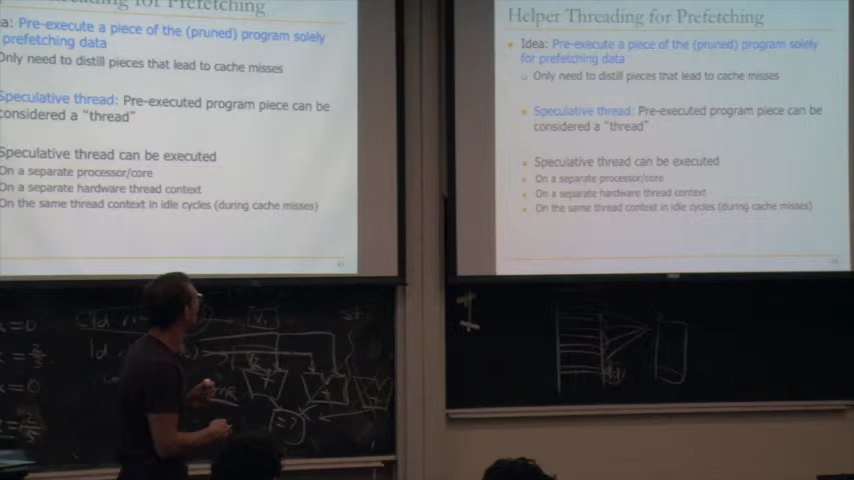 Threading for Prefetching
a: Pre-execute a piece of the (pruned) program solely
prefetching data
Only need to distill pieces that lead to cache misses
Speculative thread: Pre-executed program piece can be
considered a “thread”
Speculative thread can be executed
On a separate processor/core
On a separate hardware thread context
On the same thread context in idle cycles (during cache misses)
Helper Threading for Prefetching
Idea: Pre-execute a piece of the (pruned) program solely
for prefetching data
Only need to distill pieces that lead to cache misses
Speculative thread: Pre-executed program piece can be
considered a “thread”
Speculative thread can be executed
On a separate processor/core
On a separate hardware thread context
On the same thread context in idle cycles (during cache misses)
=0
=0
=?